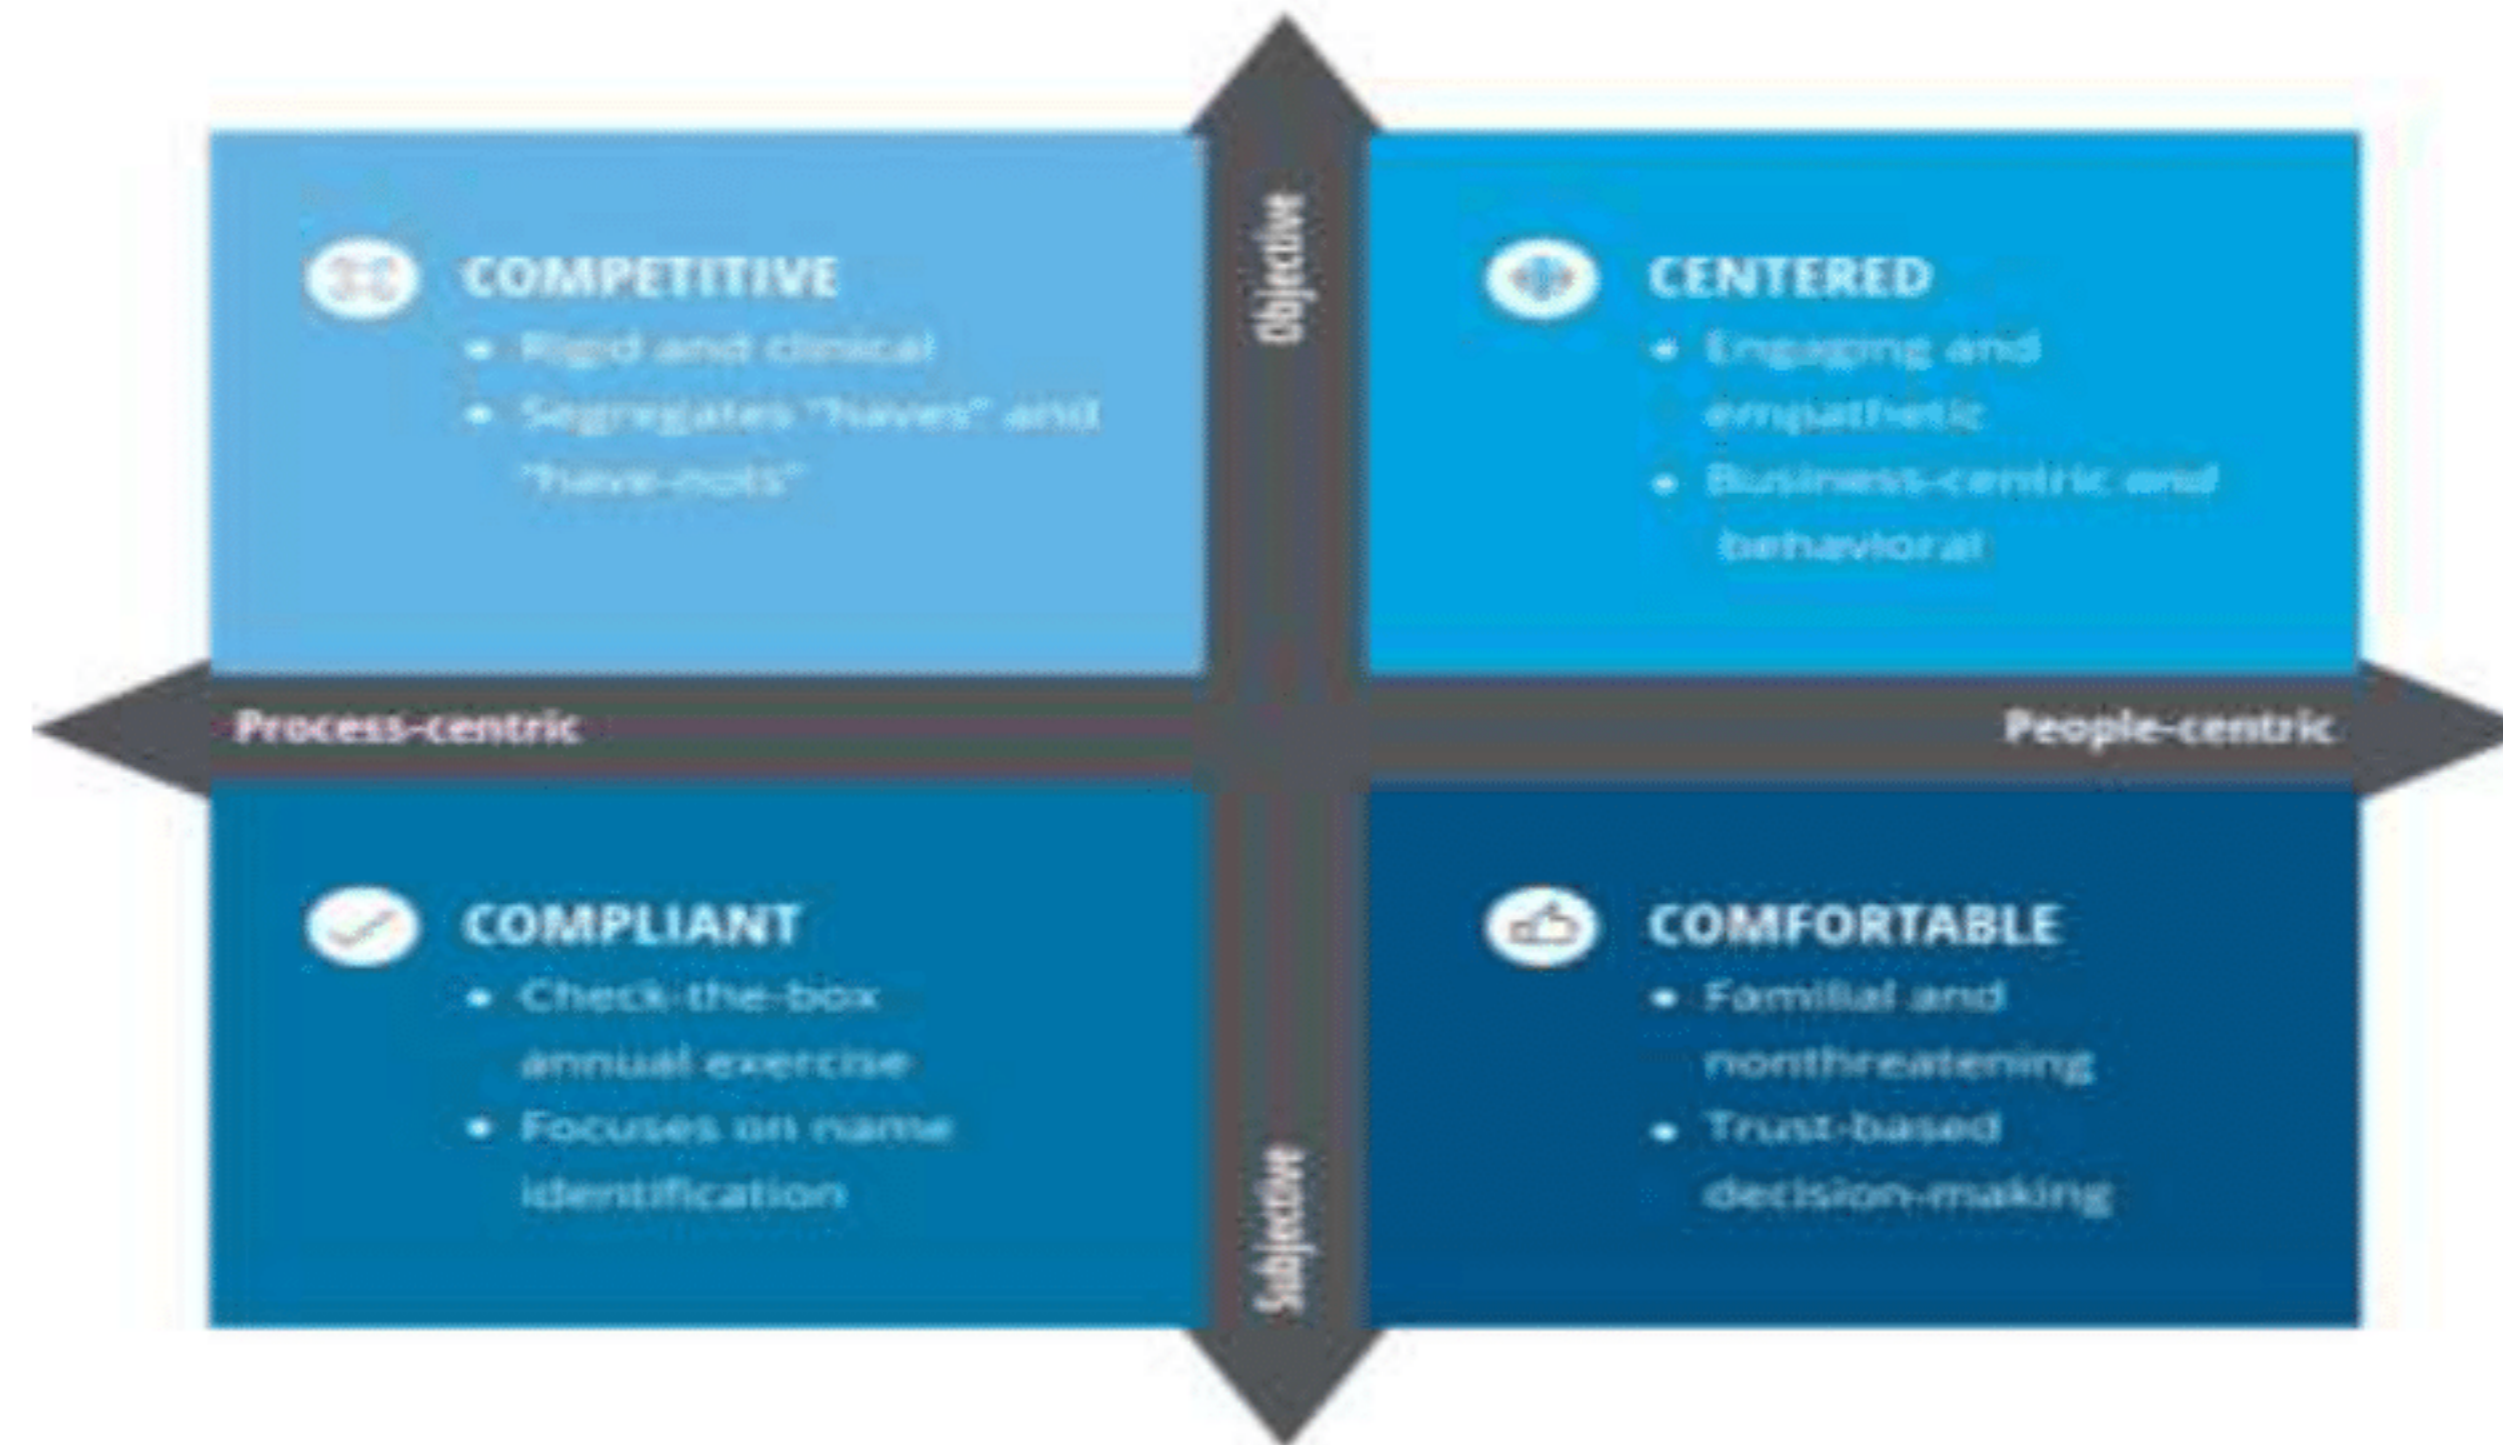 Objective
COMPETITIVE
• Rigid and clinical
• Segregates "haves" and
"have-nots"
CENTERED
• Engaging and
empathetic
• Business-centric and
behavioral
Process-centric
People-centric
COMPLIANT
• Check-the-box
annual exercise
• Focuses on name
identification
COMFORTABLE
• Familial and
nonthreatening
• Trust-based
decision-making
Subjective